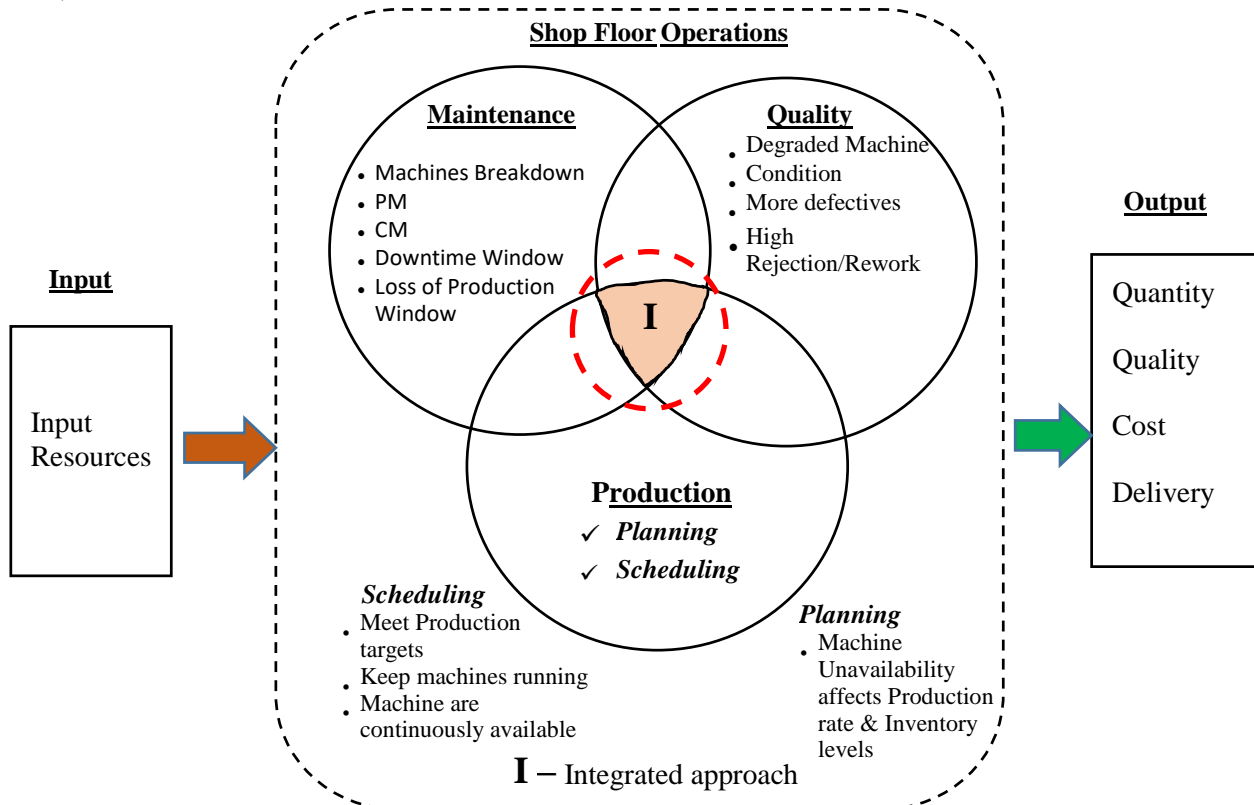 Shop Floor Operations
Maintenance
• Machines Breakdown
• PM
• CM
• Downtime Window
• Loss of Production
Window
Quality
• Degraded Machine
• Condition
• More defectives
• High
Rejection/Rework
Input
Input
Resources
Output
Quantity
Quality
Cost
Delivery
I
Production
✓ Planning
✓ Scheduling
Scheduling
• Meet Production
targets
• Keep machines running
• Machine are
continuously available
Planning
• Machine
Unavailability
affects Production
rate & Inventory
levels
I – Integrated approach